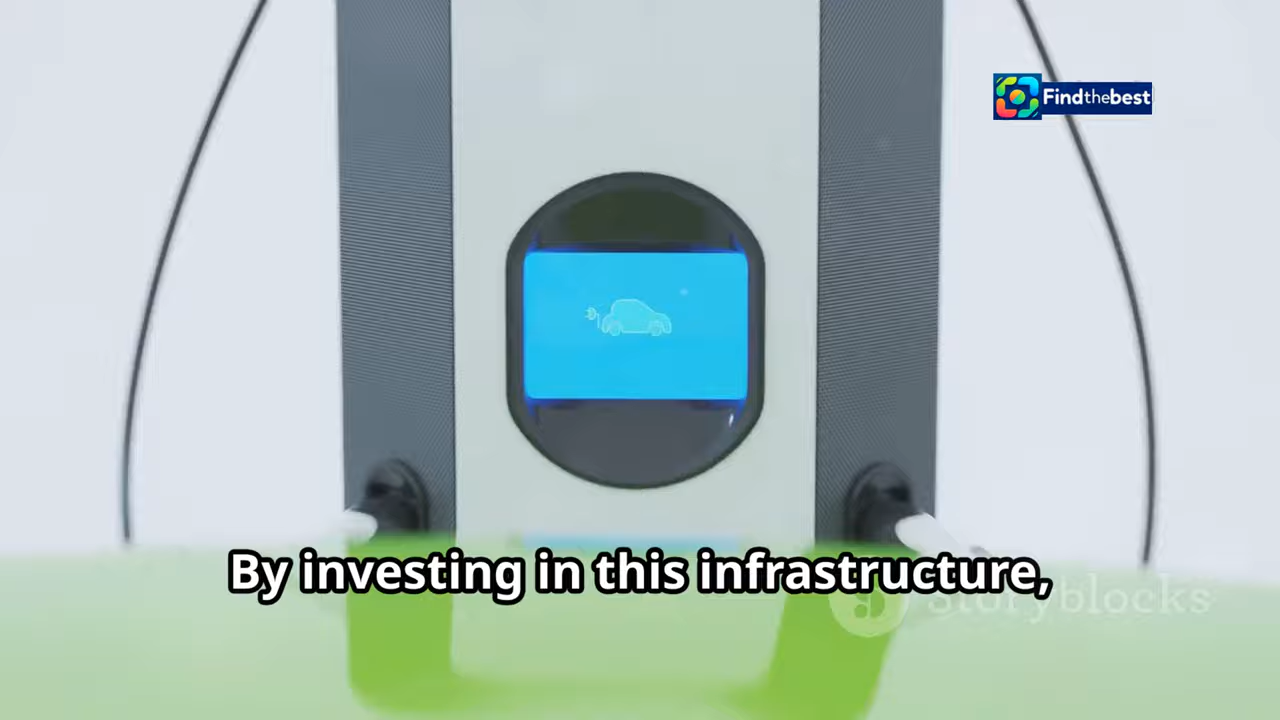 Findthebest
By investing in this infrastructure,
storyblocks